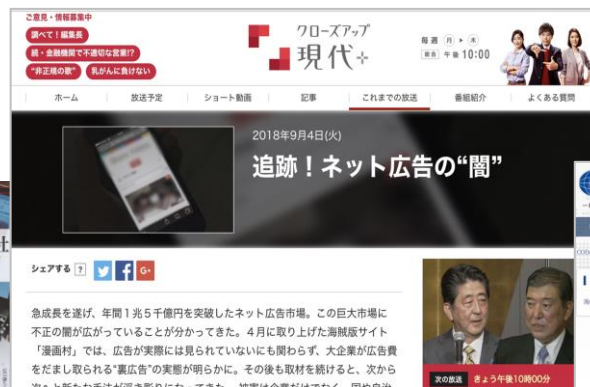 ご意見・情報募集中
調べて!編集長
続・金融機関で不適切な営業!?
“非正規の歌”
乳がんに負けない
クローズアップ
現代+
毎週 月 ▶ 木
総合 午後10:00
ホーム
放送予定
ショート動画
記事
これまでの放送
番組紹介
よくある質問
2018年9月4日(火)
追跡!ネット広告の“闇”
シェアする ?
f
G+
急成長を遂げ、年間1兆5千億円を突破したネット広告市場。この巨大市場に
不正の闇が広がっていることが分かってきた。4月に取り上げた海賊版サイト
「漫画村」では、広告が実際には見られていないにも関わらず、大企業が広告費
をだまし取られる“裏広告”の実態が明らかに。その後も取材を続けると、次から
次の放送 きょう午後10時00分
社